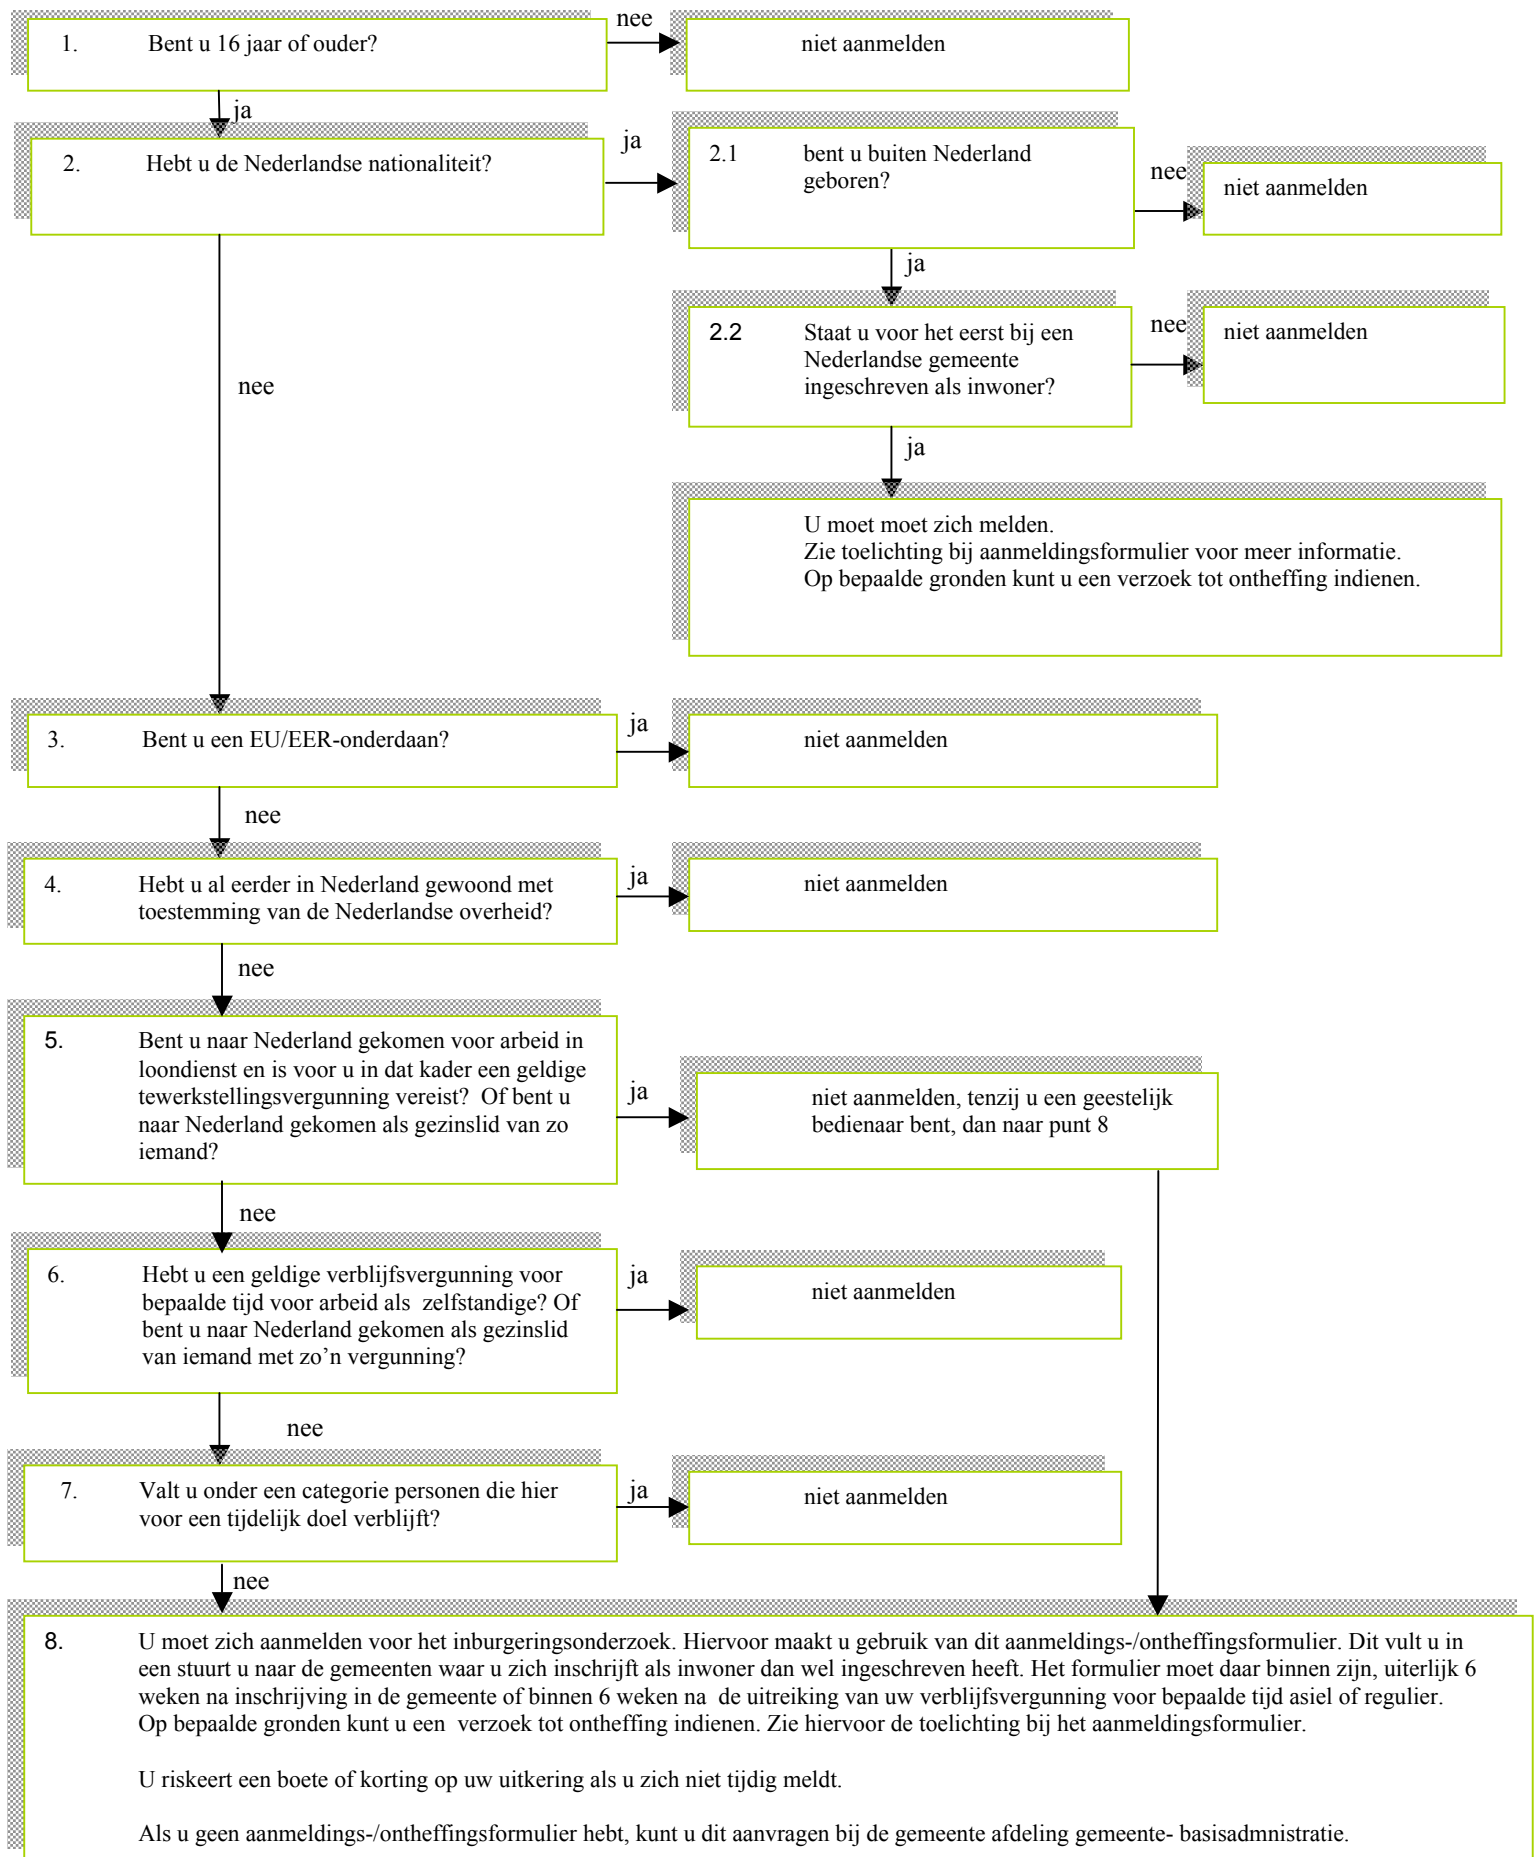 1. Bent u 16 jaar of ouder?
nee
niet aanmelden
ja
2. Hebt u de Nederlandse nationaliteit?
ja
2.1 bent u buiten Nederland
geboren?
nee
niet aanmelden
ja
2.2 Staat u voor het eerst bij een
Nederlandse gemeente
ingeschreven als inwoner?
nee
niet aanmelden
ja
U moet moet zich melden.
Zie toelichting bij aanmeldingsformulier voor meer informatie.
Op bepaalde gronden kunt u een verzoek tot ontheffing indienen.
nee
3. Bent u een EU/EER-onderdaan?
ja
niet aanmelden
nee
4. Hebt u al eerder in Nederland gewoond met
toestemming van de Nederlandse overheid?
ja
niet aanmelden
nee
5. Bent u naar Nederland gekomen voor arbeid in
loondienst en is voor u in dat kader een geldige
tewerkstellingsvergunning vereist? Of bent u
naar Nederland gekomen als gezinslid van zo
iemand?
ja
niet aanmelden, tenzij u een geestelijk
bedienaar bent, dan naar punt 8
nee
6. Hebt u een geldige verblijfsvergunning voor
bepaalde tijd voor arbeid als zelfstandige? Of
bent u naar Nederland gekomen als gezinslid
van iemand met zo’n vergunning?
ja
niet aanmelden
nee
7. Valt u onder een categorie personen die hier
voor een tijdelijk doel verblijft?
ja
niet aanmelden
nee
8. U moet zich aanmelden voor het inburgeringsonderzoek. Hiervoor maakt u gebruik van dit aanmeldings-/ontheffingsformulier. Dit vult u in
een stuurt u naar de gemeenten waar u zich inschrijft als inwoner dan wel ingeschreven heeft. Het formulier moet daar binnen zijn, uiterlijk 6
weken na inschrijving in de gemeente of binnen 6 weken na de uitreiking van uw verblijfsvergunning voor bepaalde tijd asiel of regulier.
Op bepaalde gronden kunt u een verzoek tot ontheffing indienen. Zie hiervoor de toelichting bij het aanmeldingsformulier.
U riskeert een boete of korting op uw uitkering als u zich niet tijdig meldt.
Als u geen aanmeldings-/ontheffingsformulier hebt, kunt u dit aanvragen bij de gemeente afdeling gemeente- basisadmnistratie.